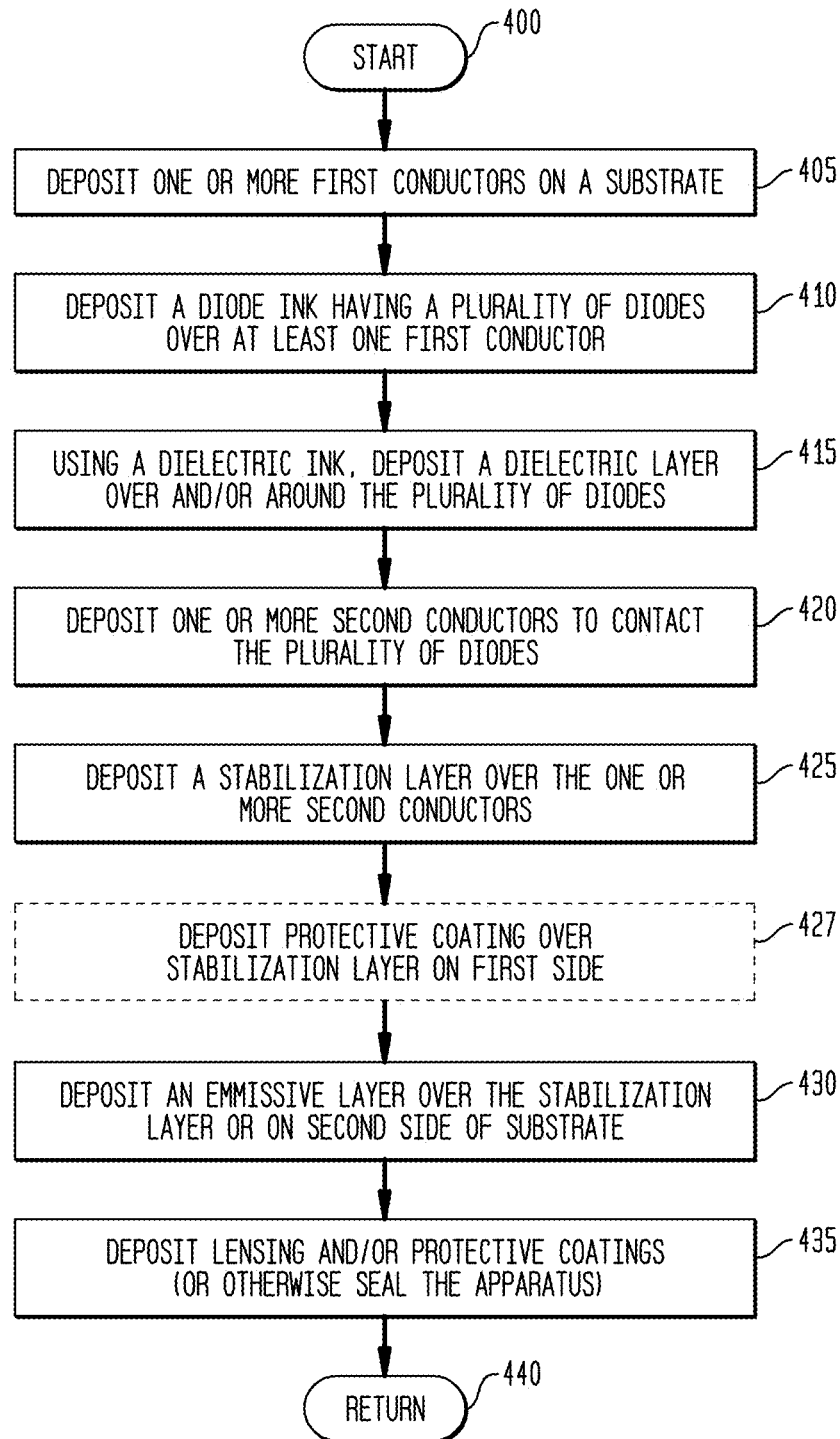 400
START
DEPOSIT ONE OR MORE FIRST CONDUCTORS ON A SUBSTRATE
405
DEPOSIT A DIODE INK HAVING A PLURALITY OF DIODES
OVER AT LEAST ONE FIRST CONDUCTOR
410
USING A DIELECTRIC INK, DEPOSIT A DIELECTRIC LAYER
OVER AND/OR AROUND THE PLURALITY OF DIODES
415
DEPOSIT ONE OR MORE SECOND CONDUCTORS TO CONTACT
THE PLURALITY OF DIODES
420
DEPOSIT A STABILIZATION LAYER OVER THE ONE OR
MORE SECOND CONDUCTORS
425
DEPOSIT PROTECTIVE COATING OVER
STABILIZATION LAYER ON FIRST SIDE
427
DEPOSIT AN EMMISSIVE LAYER OVER THE STABILIZATION
LAYER OR ON SECOND SIDE OF SUBSTRATE
430
DEPOSIT LENSING AND/OR PROTECTIVE COATINGS
(OR OTHERWISE SEAL THE APPARATUS)
435
RETURN
440